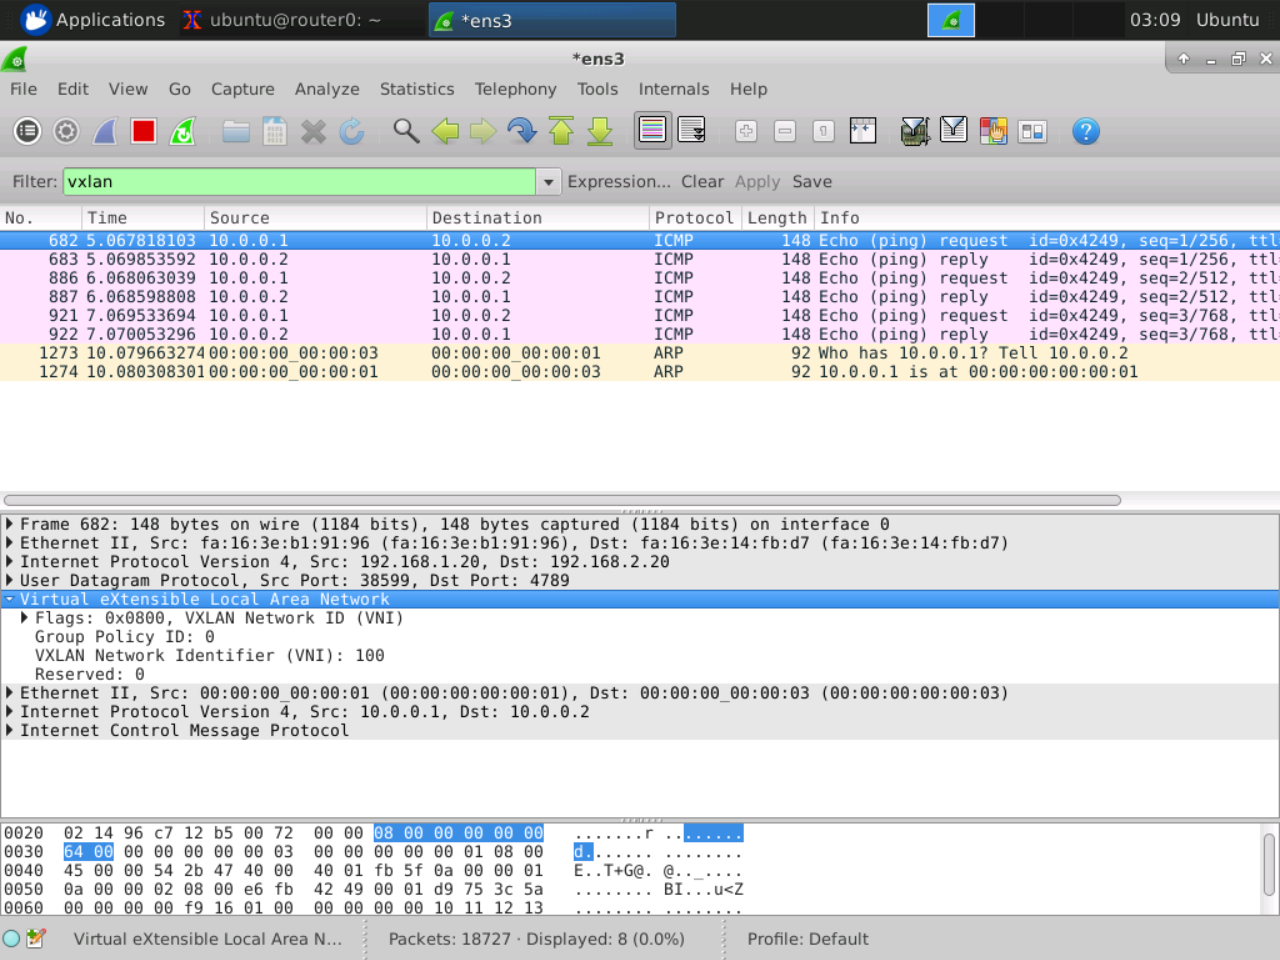 Applications
ubuntu@router0: ~
*ens3
03:09 Ubuntu
*ens3
File Edit View Go Capture Analyze Statistics Telephony Tools Internals Help
Filter: vxlan Expression... Clear Apply Save
No. Time Source Destination Protocol Length Info
682 5.067818103 10.0.0.1 10.0.0.2 ICMP 148 Echo (ping) request id=0x4249, seq=1/256, ttl=
683 5.069853592 10.0.0.2 10.0.0.1 ICMP 148 Echo (ping) reply id=0x4249, seq=1/256, ttl=
886 6.068063039 10.0.0.1 10.0.0.2 ICMP 148 Echo (ping) request id=0x4249, seq=2/512, ttl=
887 6.068598808 10.0.0.2 10.0.0.1 ICMP 148 Echo (ping) reply id=0x4249, seq=2/512, ttl=
921 7.069533694 10.0.0.1 10.0.0.2 ICMP 148 Echo (ping) request id=0x4249, seq=3/768, ttl=
922 7.070053296 10.0.0.2 10.0.0.1 ICMP 148 Echo (ping) reply id=0x4249, seq=3/768, ttl=
1273 10.079663274 00:00:00_00:00:03 00:00:00_00:00:01 ARP 92 Who has 10.0.0.1? Tell 10.0.0.2
1274 10.080308301 00:00:00_00:00:01 00:00:00_00:00:03 ARP 92 10.0.0.1 is at 00:00:00:00:00:01
Frame 682: 148 bytes on wire (1184 bits), 148 bytes captured (1184 bits) on interface 0
Ethernet II, Src: fa:16:3e:b1:91:96 (fa:16:3e:b1:91:96), Dst: fa:16:3e:14:fb:d7 (fa:16:3e:14:fb:d7)
Internet Protocol Version 4, Src: 192.168.1.20, Dst: 192.168.2.20
User Datagram Protocol, Src Port: 38599, Dst Port: 4789
Virtual eXtensible Local Area Network
Flags: 0x0800, VXLAN Network ID (VNI)
Group Policy ID: 0
VXLAN Network Identifier (VNI): 100
Reserved: 0
Ethernet II, Src: 00:00:00_00:00:01 (00:00:00:00:00:01), Dst: 00:00:00_00:00:03 (00:00:00:00:00:03)
Internet Protocol Version 4, Src: 10.0.0.1, Dst: 10.0.0.2
Internet Control Message Protocol
0020 02 14 96 c7 12 b5 00 72 00 00 08 00 00 00 00 00 .......r ........
0030 64 00 00 00 00 00 00 03 00 00 00 00 00 01 08 00 d....... ........
0040 45 00 00 54 2b 47 40 00 40 01 fb 5f 0a 00 00 01 E..T+G@. @.._....
0050 0a 00 00 02 08 00 e6 fb 42 49 00 01 d9 75 3c 5a ........ BI...u<Z
0060 00 00 00 00 f9 16 01 00 00 00 00 00 10 11 12 13 ........ ........
Virtual eXtensible Local Area N... Packets: 18727 · Displayed: 8 (0.0%) Profile: Default